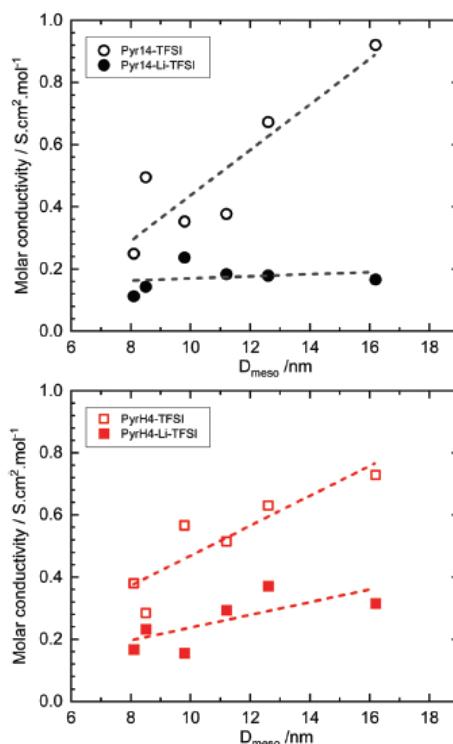 Pyr14-TFSI
Pyr14-Li-TFSI
Molar conductivity / S.cm².mol⁻¹
1.0
0.8
0.6
0.4
0.2
0.0
6 8 10 12 14 16 18
D_meso /nm
PyrH4-TFSI
PyrH4-Li-TFSI
Molar conductivity / S.cm².mol⁻¹
1.0
0.8
0.6
0.4
0.2
0.0
6 8 10 12 14 16 18
D_meso /nm